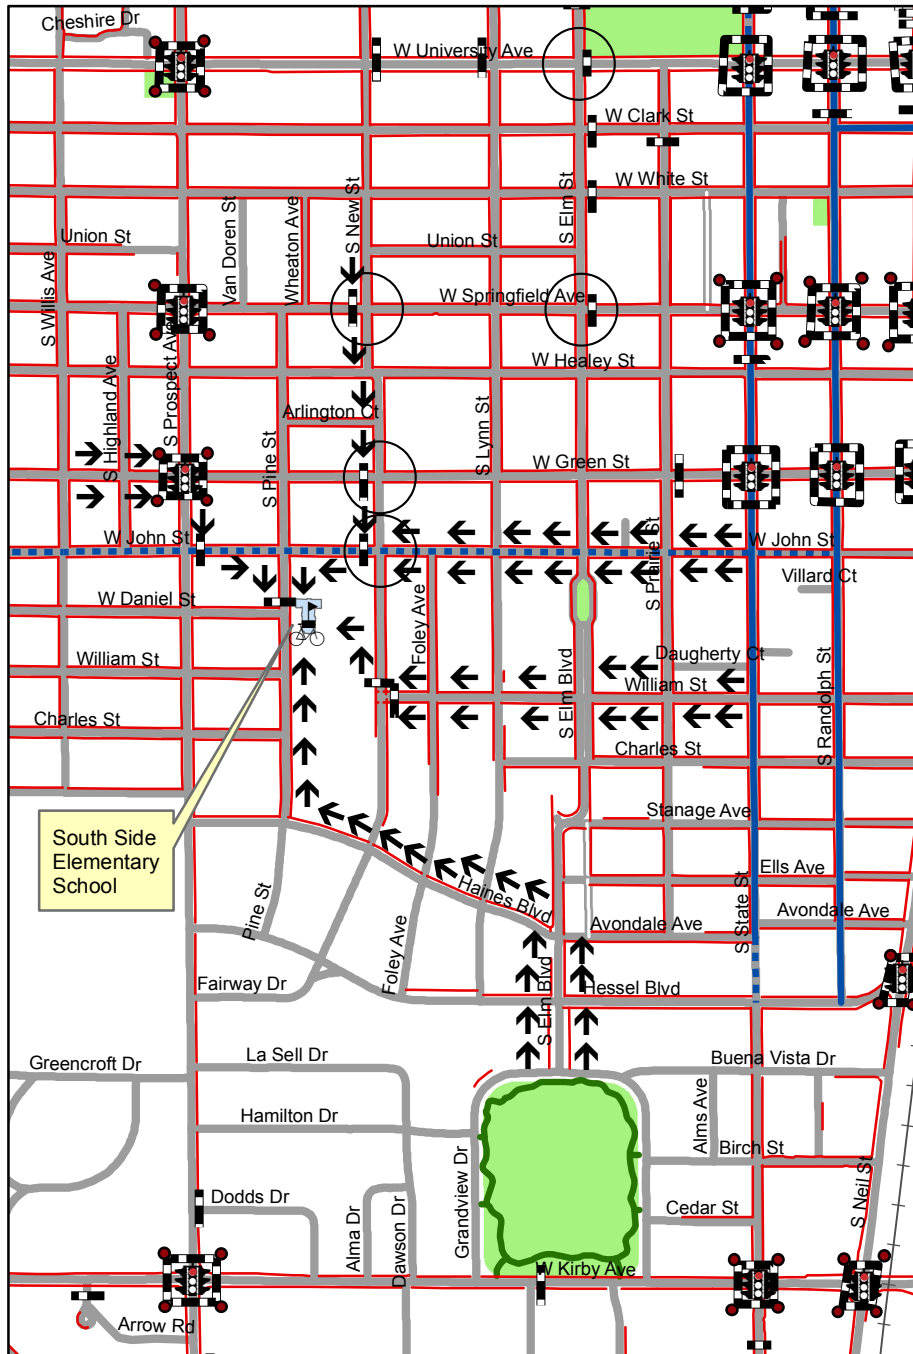 Cheshire Dr
W University Ave
W Clark St
W White St
S Elm St
S New St
Van Doren St
Wheaton Ave
Union St
Union St
S Willis Ave
W Springfield Ave
W Healey St
S Prospect Ave
S Highland Ave
Arlington Ct
S Lynn St
S Pine St
W Green St
W John St
W John St
S Prairie St
Villard Ct
W Daniel St
Foley Ave
William St
Daugherty Ct
William St
S Elm Blvd
S Randolph St
Charles St
Charles St
South Side
Elementary
School
Stanage Ave
Ells Ave
Haines Blvd
Pine St
Avondale Ave
Avondale Ave
S State St
Foley Ave
Fairway Dr
S Elm Blvd
Hessel Blvd
La Sell Dr
Greencroft Dr
Buena Vista Dr
Hamilton Dr
Alms Ave
Birch St
Dodds Dr
Alma Dr
Dawson Dr
Grandview Dr
Cedar St
S Neil St
W Kirby Ave
Arrow Rd